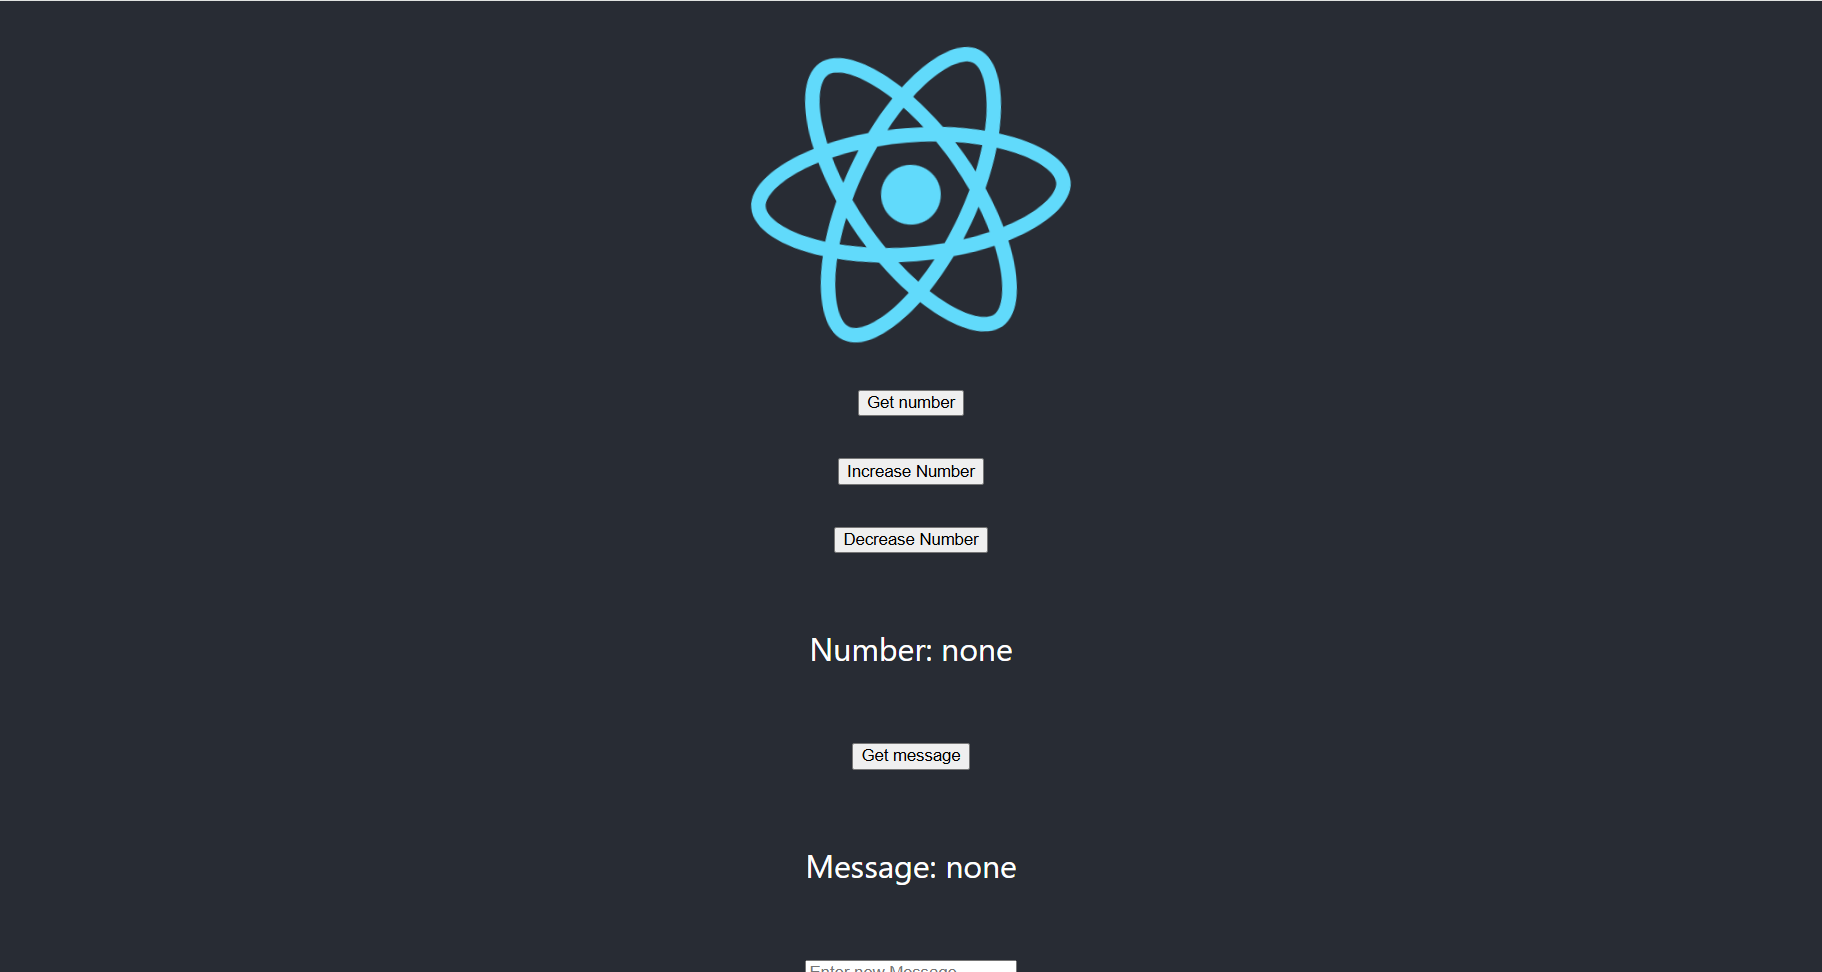 Get number
Increase Number
Decrease Number
Number: none
Get message
Message: none
Enter new Message